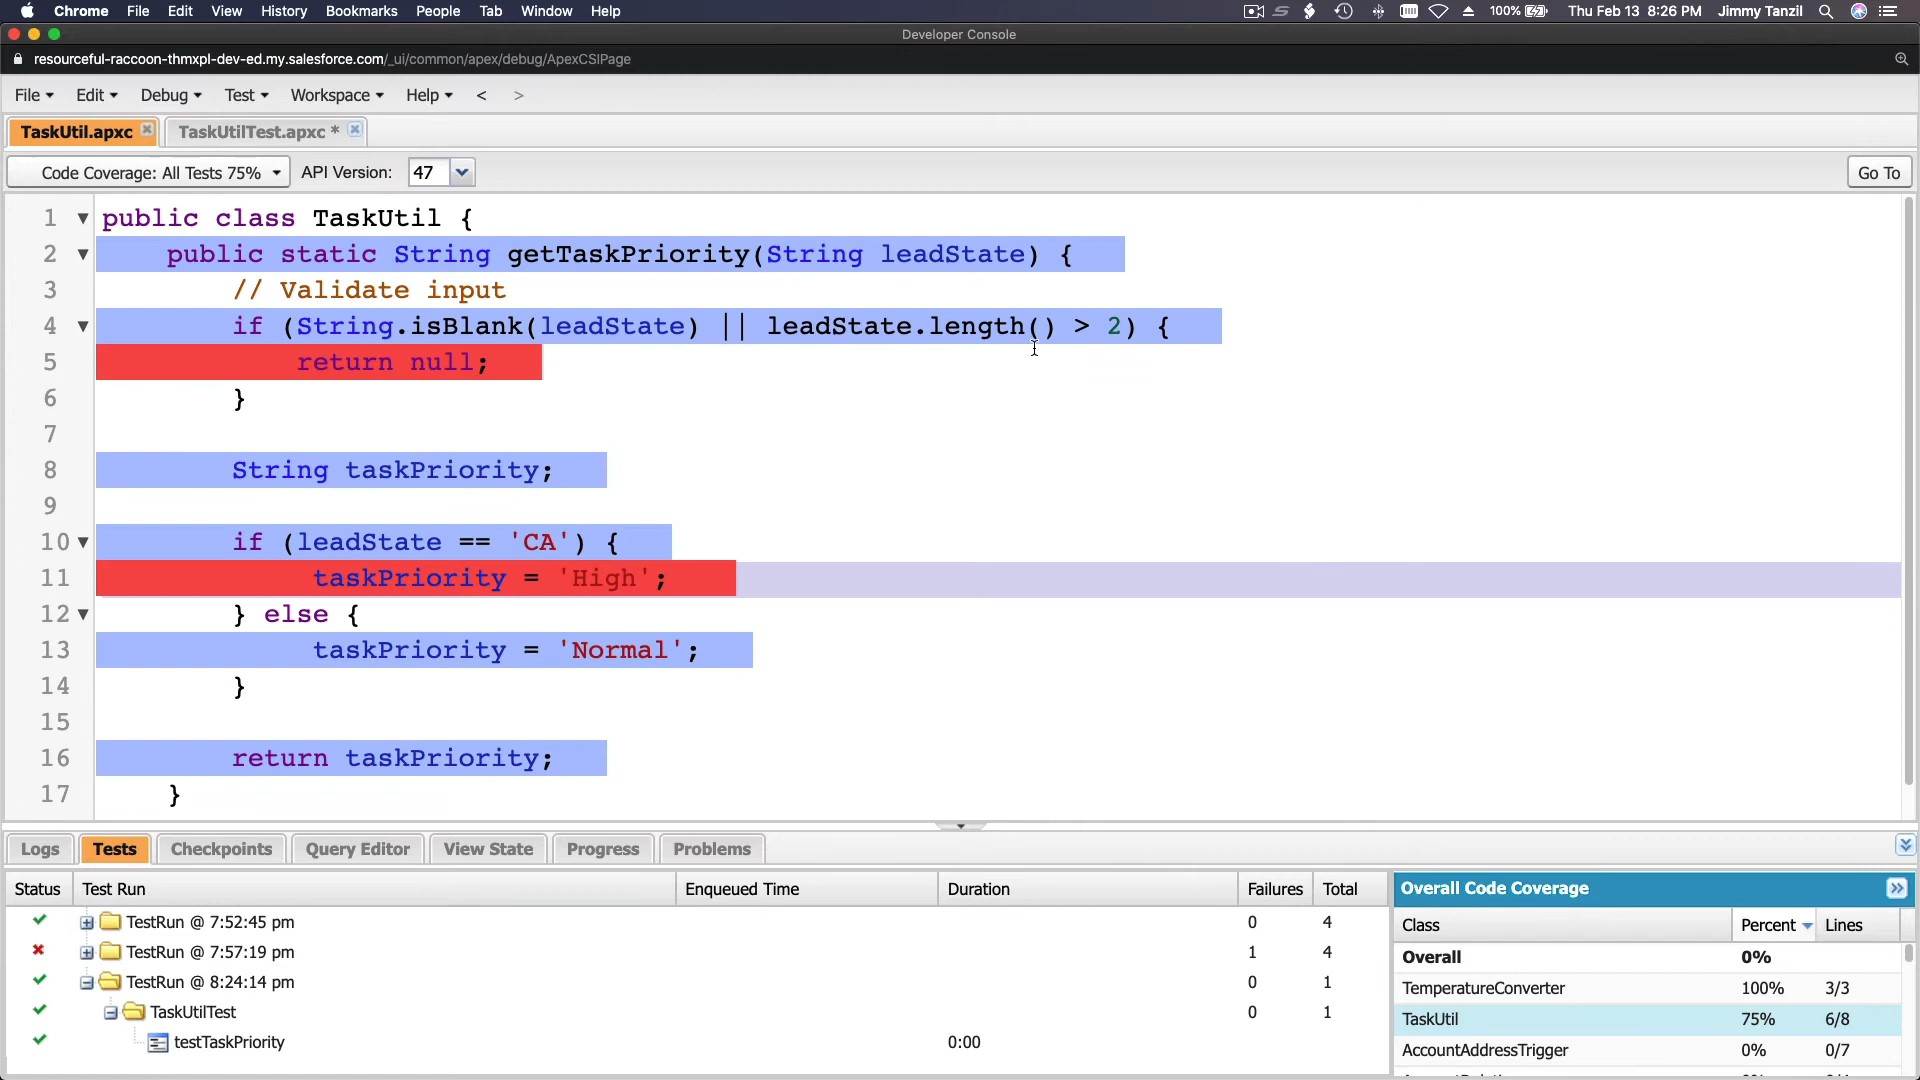 Chrome File Edit View History Bookmarks People Tab Window Help 100% Thu Feb 13 8:26 PM Jimmy Tanzil
Developer Console
resourceful-raccoon-thmxpl-dev-ed.my.salesforce.com/_ui/common/apex/debug/ApexCSIPage
File Edit Debug Test Workspace Help < >
TaskUtil.apxc TaskUtilTest.apxc *
Code Coverage: All Tests 75% API Version: 47 Go To
1 public class TaskUtil {
2 public static String getTaskPriority(String leadState) {
3 // Validate input
4 if (String.isBlank(leadState) || leadState.length() > 2) {
5 return null;
6 }
7
8 String taskPriority;
9
10 if (leadState == 'CA') {
11 taskPriority = 'High';
12 } else {
13 taskPriority = 'Normal';
14 }
15
16 return taskPriority;
17 }
Logs Tests Checkpoints Query Editor View State Progress Problems
Status Test Run Enqueued Time Duration Failures Total
TestRun @ 7:52:45 pm 0 4
TestRun @ 7:57:19 pm 1 4
TestRun @ 8:24:14 pm 0 1
TaskUtilTest 0 1
testTaskPriority 0:00
Overall Code Coverage
Class Percent Lines
Overall 0%
TemperatureConverter 100% 3/3
TaskUtil 75% 6/8
AccountAddressTrigger 0% 0/7